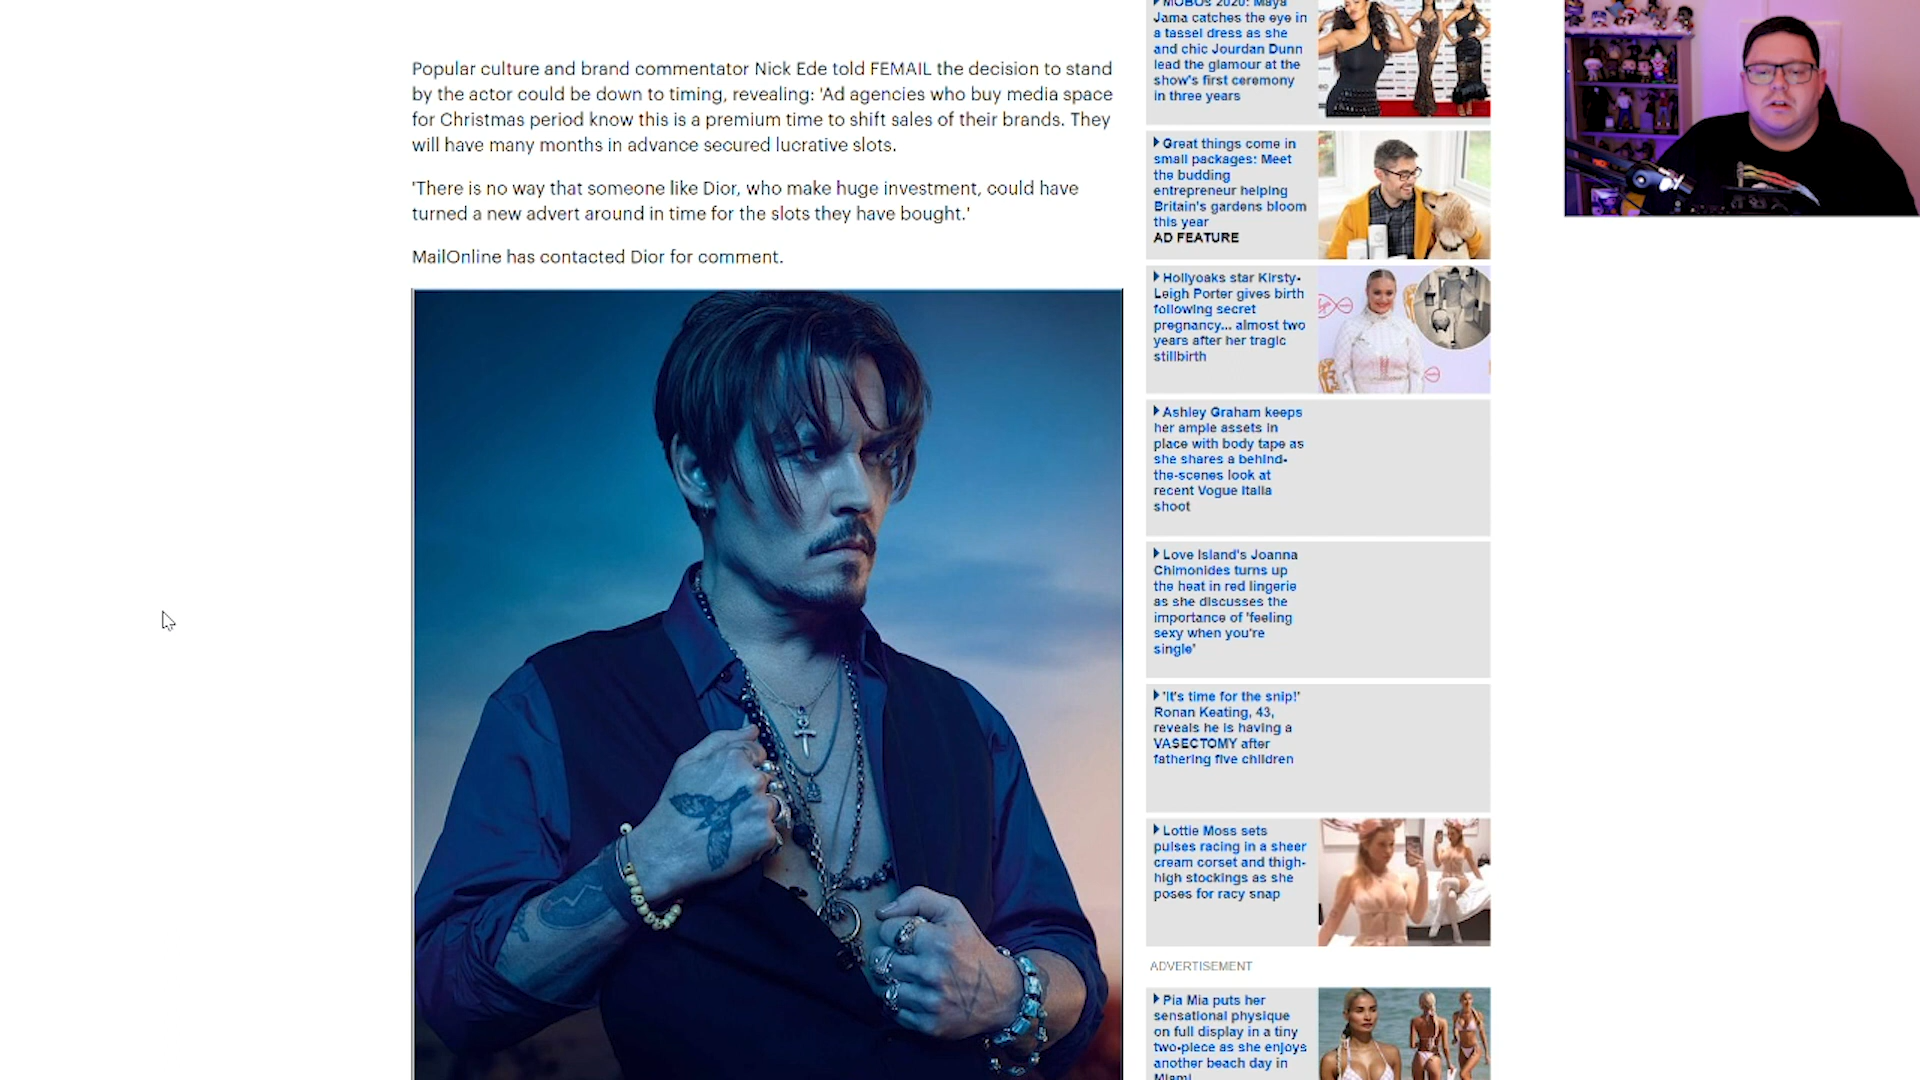 Popular culture and brand commentator Nick Ede told FEMAIL the decision to stand
by the actor could be down to timing, revealing: 'Ad agencies who buy media space
for Christmas period know this is a premium time to shift sales of their brands. They
will have many months in advance secured lucrative slots.
'There is no way that someone like Dior, who make huge investment, could have
turned a new advert around in time for the slots they have bought.'
MailOnline has contacted Dior for comment.
MOBOs 2020: Maya
Jama catches the eye in
a tassel dress as she
and chic Jourdan Dunn
lead the glamour at the
show's first ceremony
in three years
Great things come in
small packages: Meet
the budding
entrepreneur helping
Britain's gardens bloom
this year
AD FEATURE
Hollyoaks star Kirsty-
Leigh Porter gives birth
following secret
pregnancy... almost two
years after her tragic
stillbirth
Ashley Graham keeps
her ample assets in
place with body tape as
she shares a behind-
the-scenes look at
recent Vogue Italia
shoot
Love Island's Joanna
Chimonides turns up
the heat in red lingerie
as she discusses the
importance of 'feeling
sexy when you're
single'
'It's time for the snip!'
Ronan Keating, 43,
reveals he is having a
VASECTOMY after
fathering five children
Lottie Moss sets
pulses racing in a sheer
cream corset and thigh-
high stockings as she
poses for racy snap
ADVERTISEMENT
Pia Mia puts her
sensational physique
on full display in a tiny
two-piece as she enjoys
another beach day in
Miami